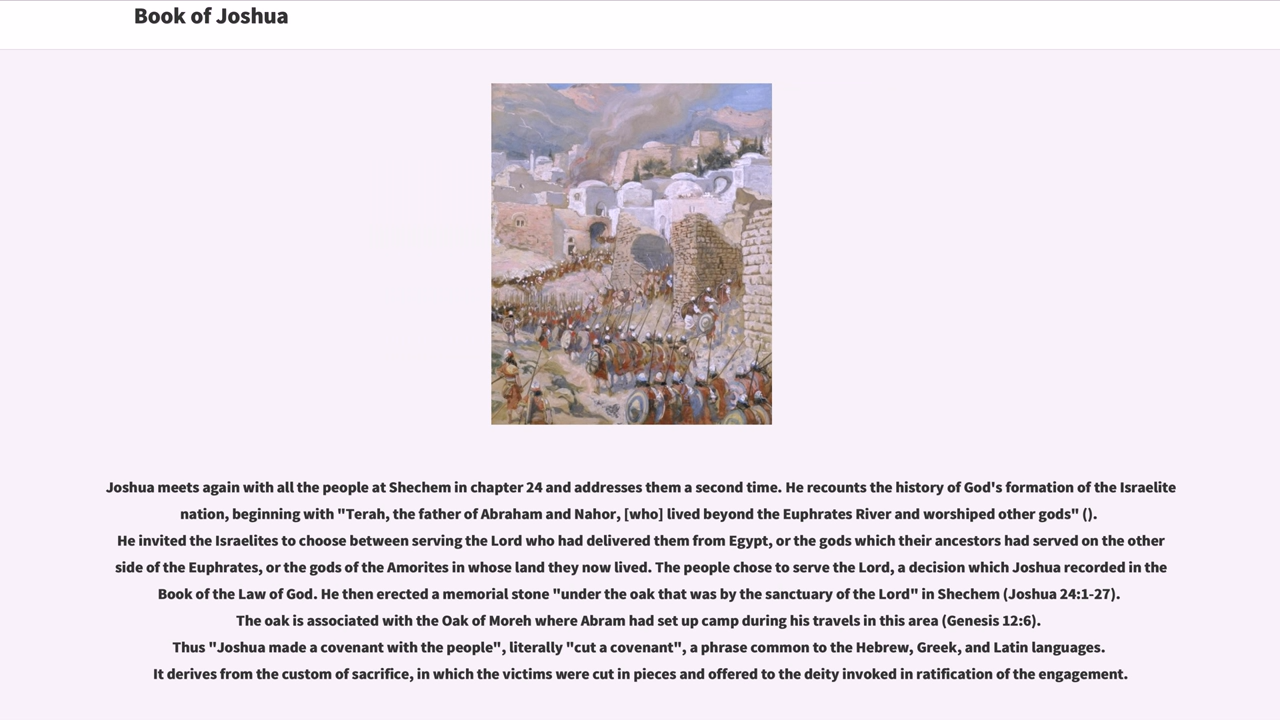 Book of Joshua
Joshua meets again with all the people at Shechem in chapter 24 and addresses them a second time. He recounts the history of God's formation of the Israelite
nation, beginning with "Terah, the father of Abraham and Nahor, [who] lived beyond the Euphrates River and worshiped other gods" ().
He invited the Israelites to choose between serving the Lord who had delivered them from Egypt, or the gods which their ancestors had served on the other
side of the Euphrates, or the gods of the Amorites in whose land they now lived. The people chose to serve the Lord, a decision which Joshua recorded in the
Book of the Law of God. He then erected a memorial stone "under the oak that was by the sanctuary of the Lord" in Shechem (Joshua 24:1-27).
The oak is associated with the Oak of Moreh where Abram had set up camp during his travels in this area (Genesis 12:6).
Thus "Joshua made a covenant with the people", literally "cut a covenant", a phrase common to the Hebrew, Greek, and Latin languages.
It derives from the custom of sacrifice, in which the victims were cut in pieces and offered to the deity invoked in ratification of the engagement.